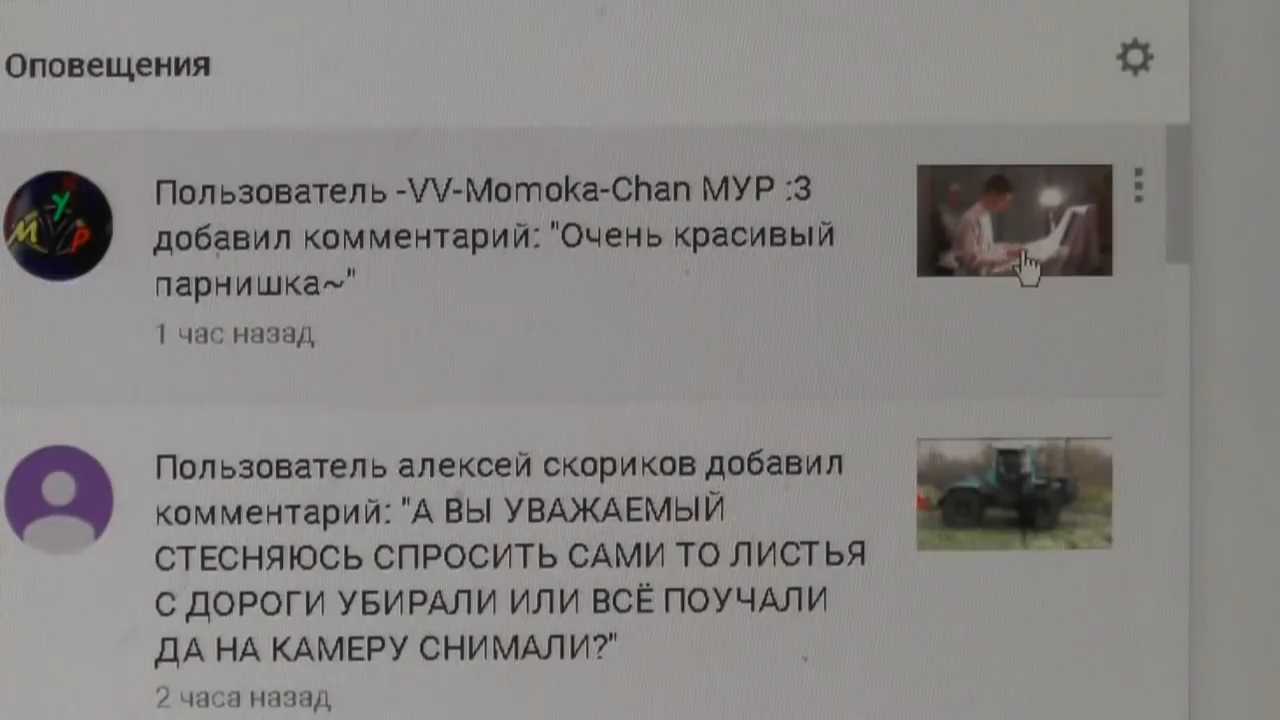 Оповещения
Пользователь -VV-Momoka-Chan МУР :3
добавил комментарий: "Очень красивый
парнишка~"
1 час назад
М У Р
Пользователь алексей скориков добавил
комментарий: "А ВЫ УВАЖАЕМЫЙ
СТЕСНЯЮСЬ СПРОСИТЬ САМИ ТО ЛИСТЬЯ
С ДОРОГИ УБИРАЛИ ИЛИ ВСЁ ПОУЧАЛИ
ДА НА КАМЕРУ СНИМАЛИ?"
2 часа назад